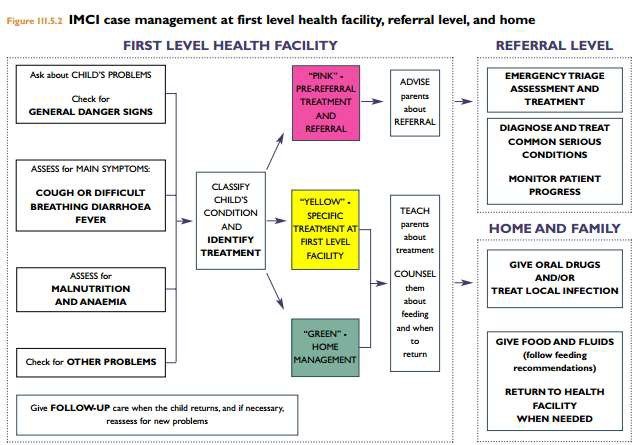 Figure III.5.2 IMCI case management at first level health facility, referral level, and home
FIRST LEVEL HEALTH FACILITY
Ask about CHILD'S PROBLEMS
Check for
GENERAL DANGER SIGNS
ASSESS for MAIN SYMPTOMS:
COUGH OR DIFFICULT
BREATHING DIARRHOEA
FEVER
ASSESS for
MALNUTRITION
AND ANAEMIA
Check for OTHER PROBLEMS
CLASSIFY
CHILD'S
CONDITION
AND
IDENTIFY
TREATMENT
"PINK" -
PRE-REFERRAL
TREATMENT
AND
REFERRAL
"YELLOW" -
SPECIFIC
TREATMENT AT
FIRST LEVEL
FACILITY
"GREEN" -
HOME
MANAGEMENT
ADVISE
parents
about
REFERRAL
TEACH
parents
about
treatment
COUNSEL
them
about
feeding
and when
to
return
Give FOLLOW-UP care when the child returns, and if necessary,
reassess for new problems
REFERRAL LEVEL
EMERGENCY TRIAGE
ASSESSMENT AND
TREATMENT
DIAGNOSE AND TREAT
COMMON SERIOUS
CONDITIONS
MONITOR PATIENT
PROGRESS
HOME AND FAMILY
GIVE ORAL DRUGS
AND/OR
TREAT LOCAL INFECTION
GIVE FOOD AND FLUIDS
(follow feeding
recommendations)
RETURN TO HEALTH
FACILITY
WHEN NEEDED